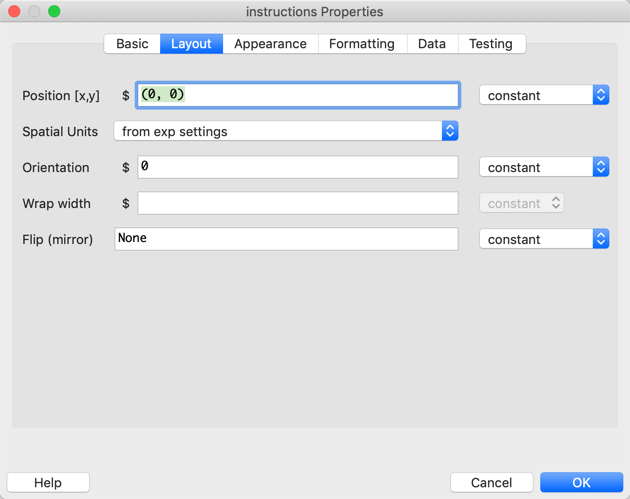 instructions Properties
Basic Layout Appearance Formatting Data Testing
Position [x,y] $ (0, 0) constant
Spatial Units from exp settings
Orientation $ 0 constant
Wrap width $ constant
Flip (mirror) None constant
Help Cancel OK